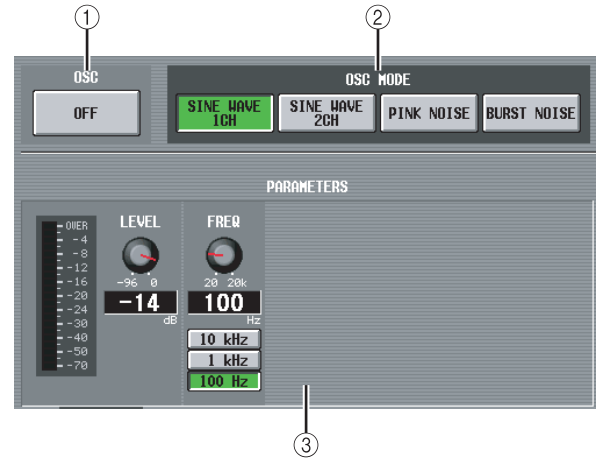 ① ②
OSC OSC MODE
OFF SINE WAVE 1CH SINE WAVE 2CH PINK NOISE BURST NOISE
PARAMETERS
LEVEL FREQ
OVER
-4
-8
-12
-16
-20
-24
-30
-40
-50
-70
-96 0
-14
dB
20 20k
100
Hz
10 kHz
1 kHz
100 Hz
③